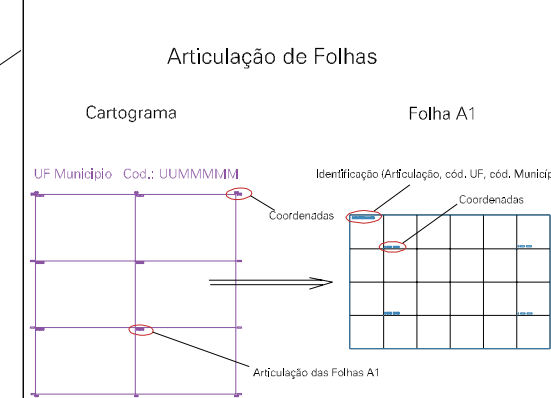 Articulação de Folhas
Cartograma
Folha A1
UF Municipio Cod.: UUMMMMM
Identificação (Articulação, cód. UF, cód. Municíp
Coordenadas
Coordenadas
Articulação das Folhas A1